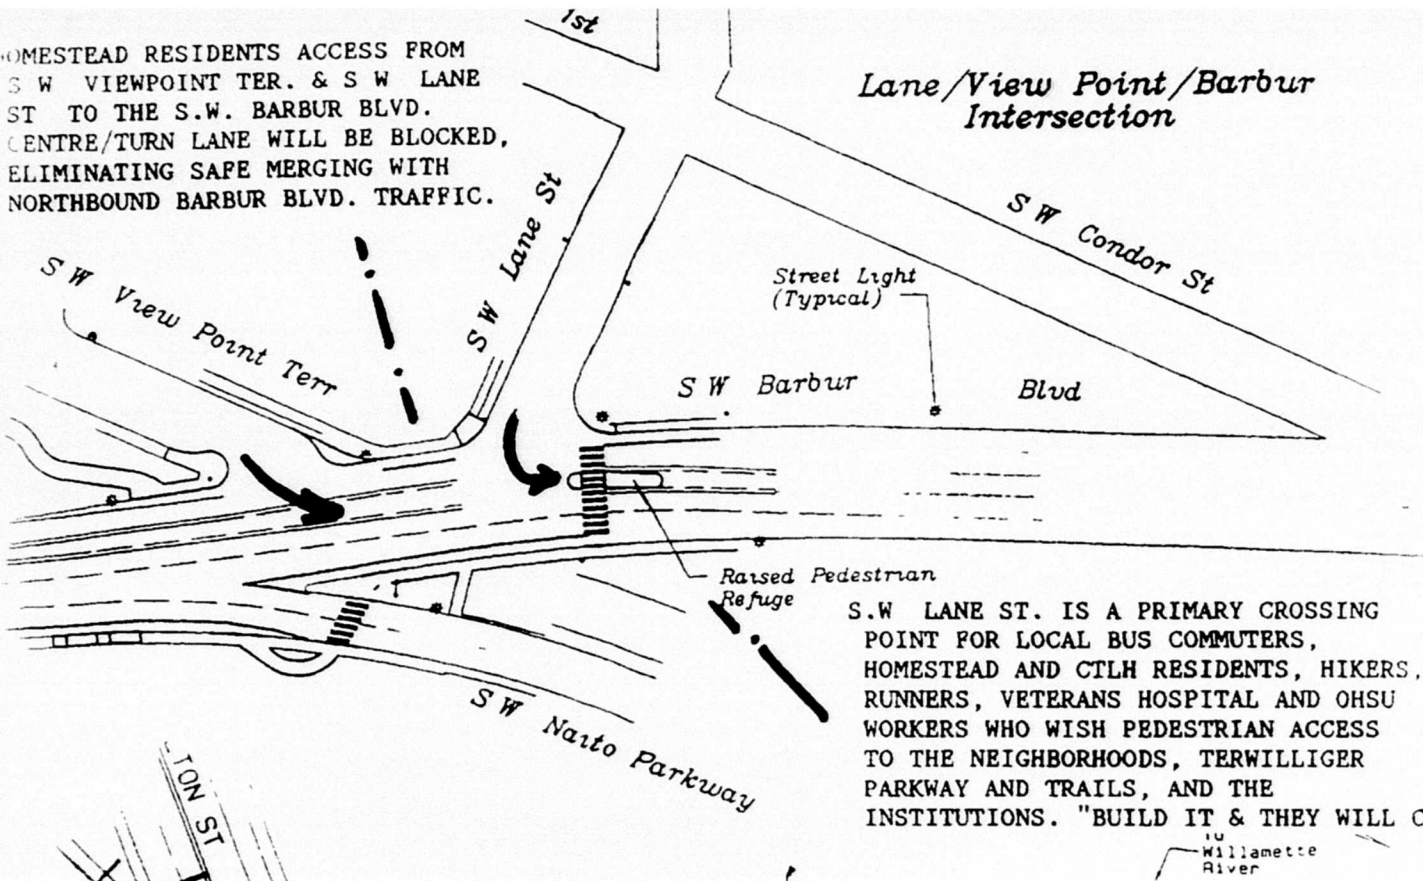 OMESTEAD RESIDENTS ACCESS FROM
S W VIEWPOINT TER. & S W LANE
ST TO THE S.W. BARBUR BLVD.
CENTRE/TURN LANE WILL BE BLOCKED,
ELIMINATING SAFE MERGING WITH
NORTHBOUND BARBUR BLVD. TRAFFIC.
1st
Lane/View Point/Barbur
Intersection
S W Lane St
S W Condor St
S W View Point Terr
Street Light
(Typical)
S W Barbur Blvd
Raised Pedestrian
Refuge
S.W LANE ST. IS A PRIMARY CROSSING
POINT FOR LOCAL BUS COMMUTERS,
HOMESTEAD AND CTLH RESIDENTS, HIKERS,
RUNNERS, VETERANS HOSPITAL AND OHSU
WORKERS WHO WISH PEDESTRIAN ACCESS
TO THE NEIGHBORHOODS, TERWILLIGER
PARKWAY AND TRAILS, AND THE
INSTITUTIONS. "BUILD IT & THEY WILL C
S W Naito Parkway
TON ST
To
Willamette
River